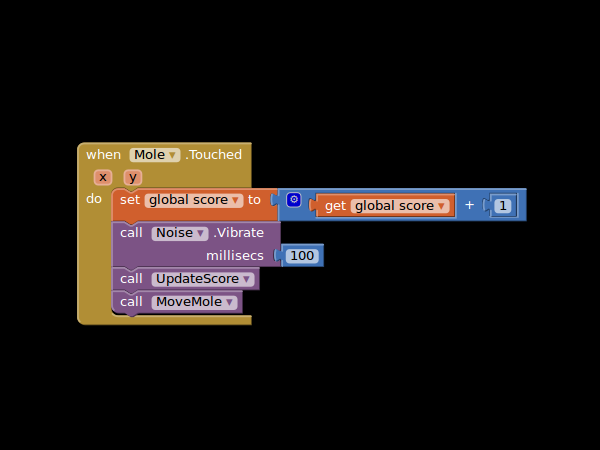 when Mole .Touched
x y
do set global score to get global score + 1
call Noise .Vibrate
millisecs 100
call UpdateScore
call MoveMole